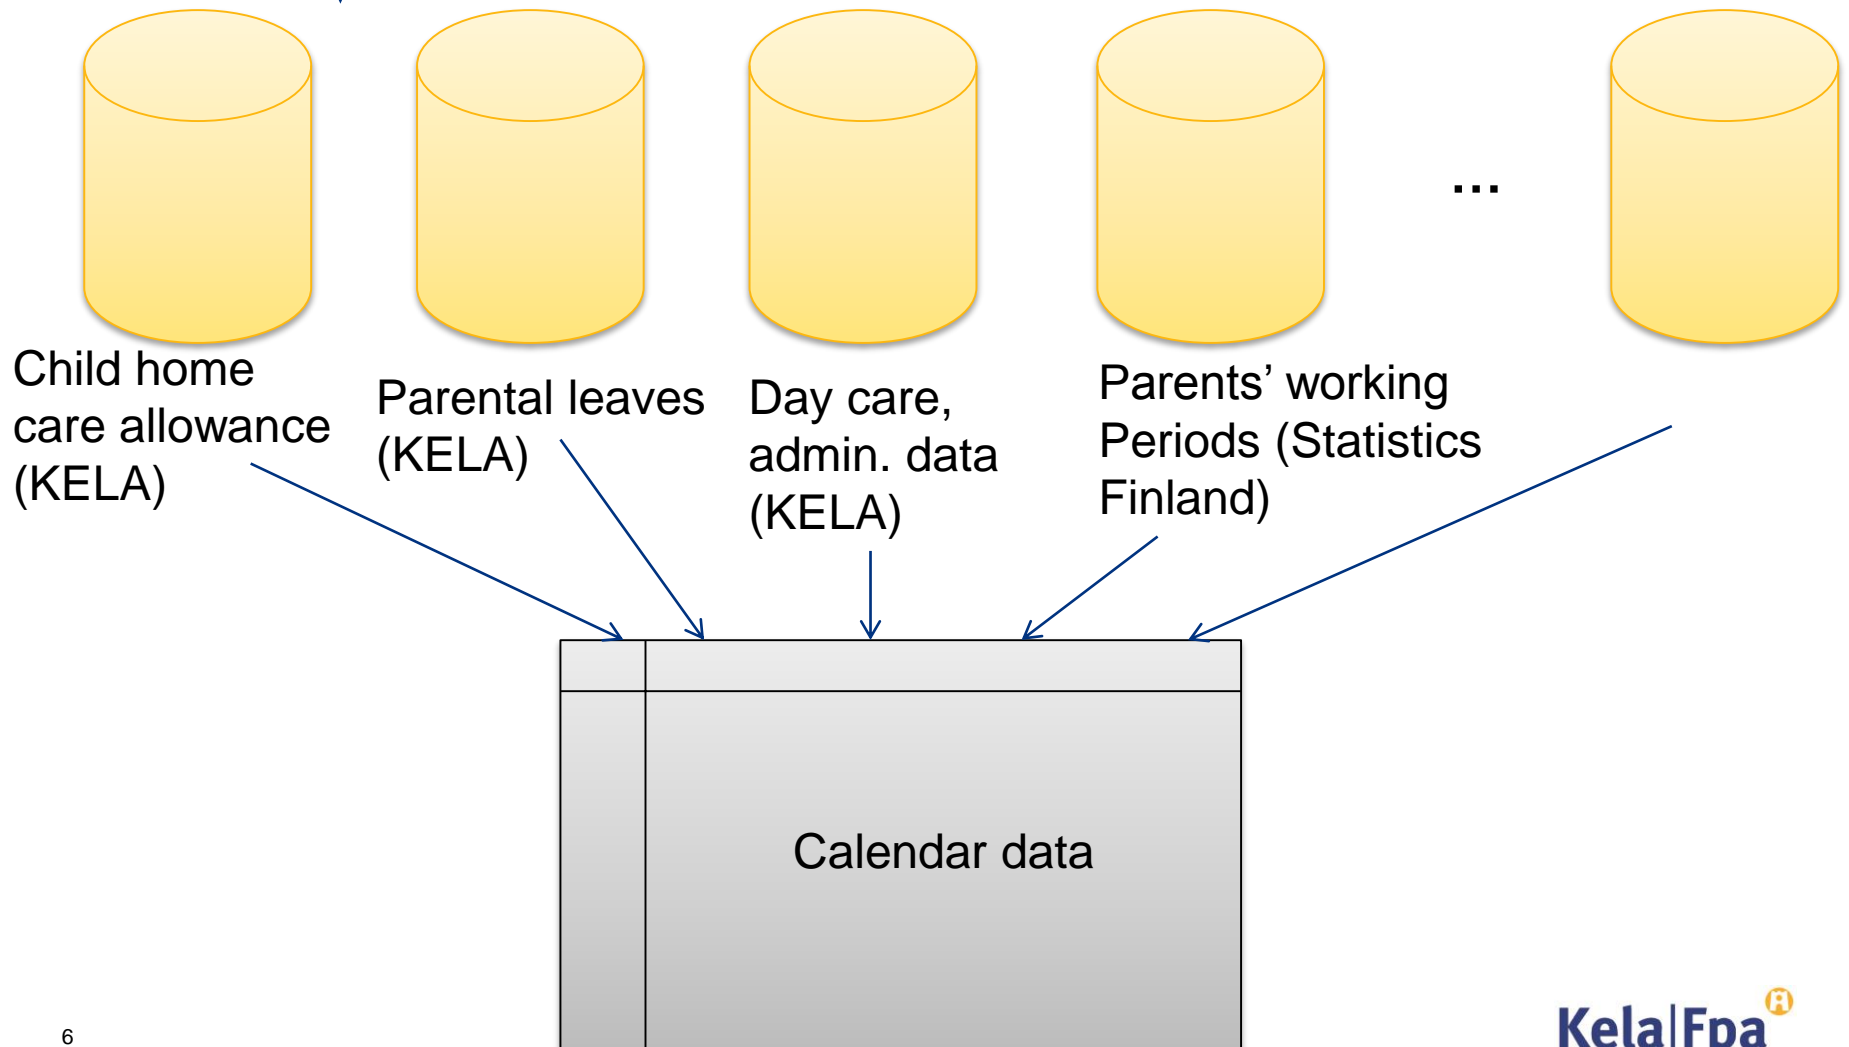 …
Child home
care allowance
(KELA)
Parental leaves
(KELA)
Day care,
admin. data
(KELA)
Parents’ working
Periods (Statistics
Finland)
Calendar data
6
Kela|Fpa